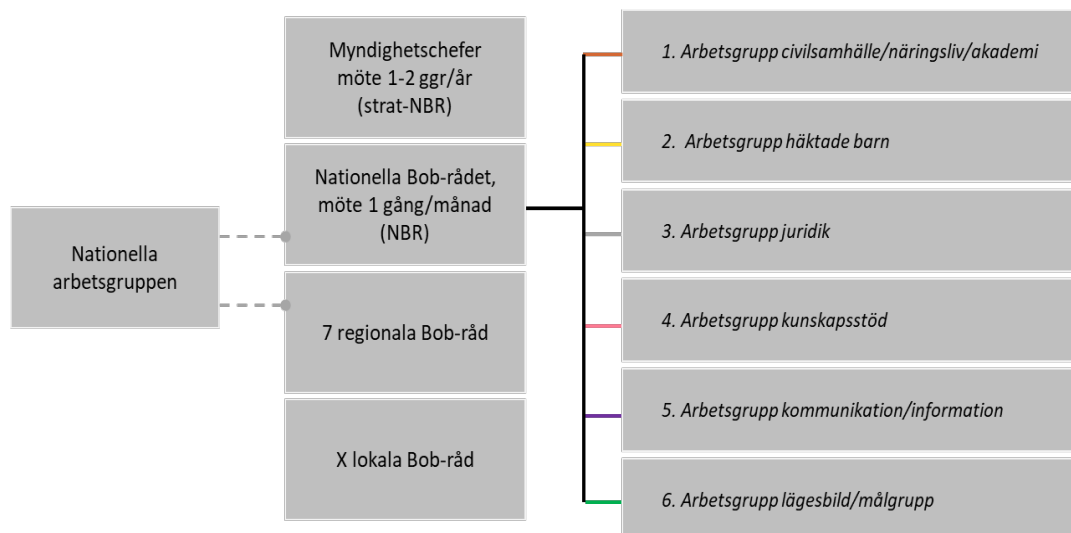 Nationella
arbetsgruppen
Myndighetschefer
möte 1-2 ggr/år
(strat-NBR)
Nationella Bob-rådet,
möte 1 gång/månad
(NBR)
7 regionala Bob-råd
X lokala Bob-råd
1. Arbetsgrupp civilsamhälle/näringsliv/akademi
2. Arbetsgrupp häktade barn
3. Arbetsgrupp juridik
4. Arbetsgrupp kunskapsstöd
5. Arbetsgrupp kommunikation/information
6. Arbetsgrupp lägesbild/målgrupp